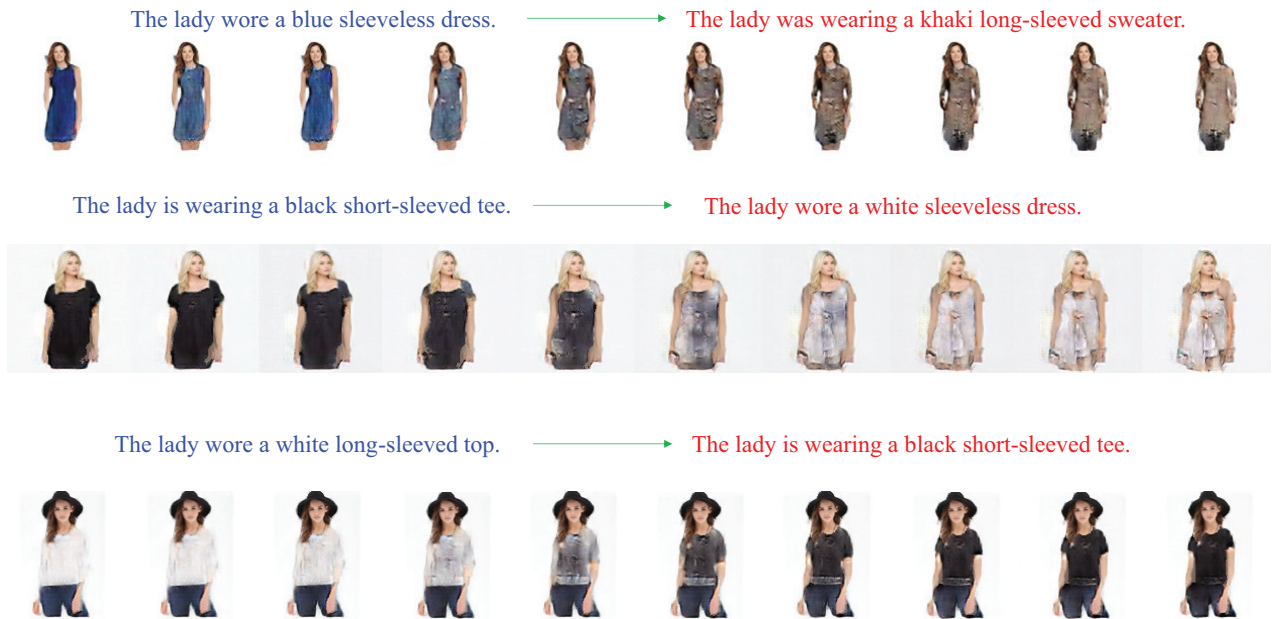 The lady wore a blue sleeveless dress. The lady was wearing a khaki long-sleeved sweater.
The lady is wearing a black short-sleeved tee. The lady wore a white sleeveless dress.
The lady wore a white long-sleeved top. The lady is wearing a black short-sleeved tee.